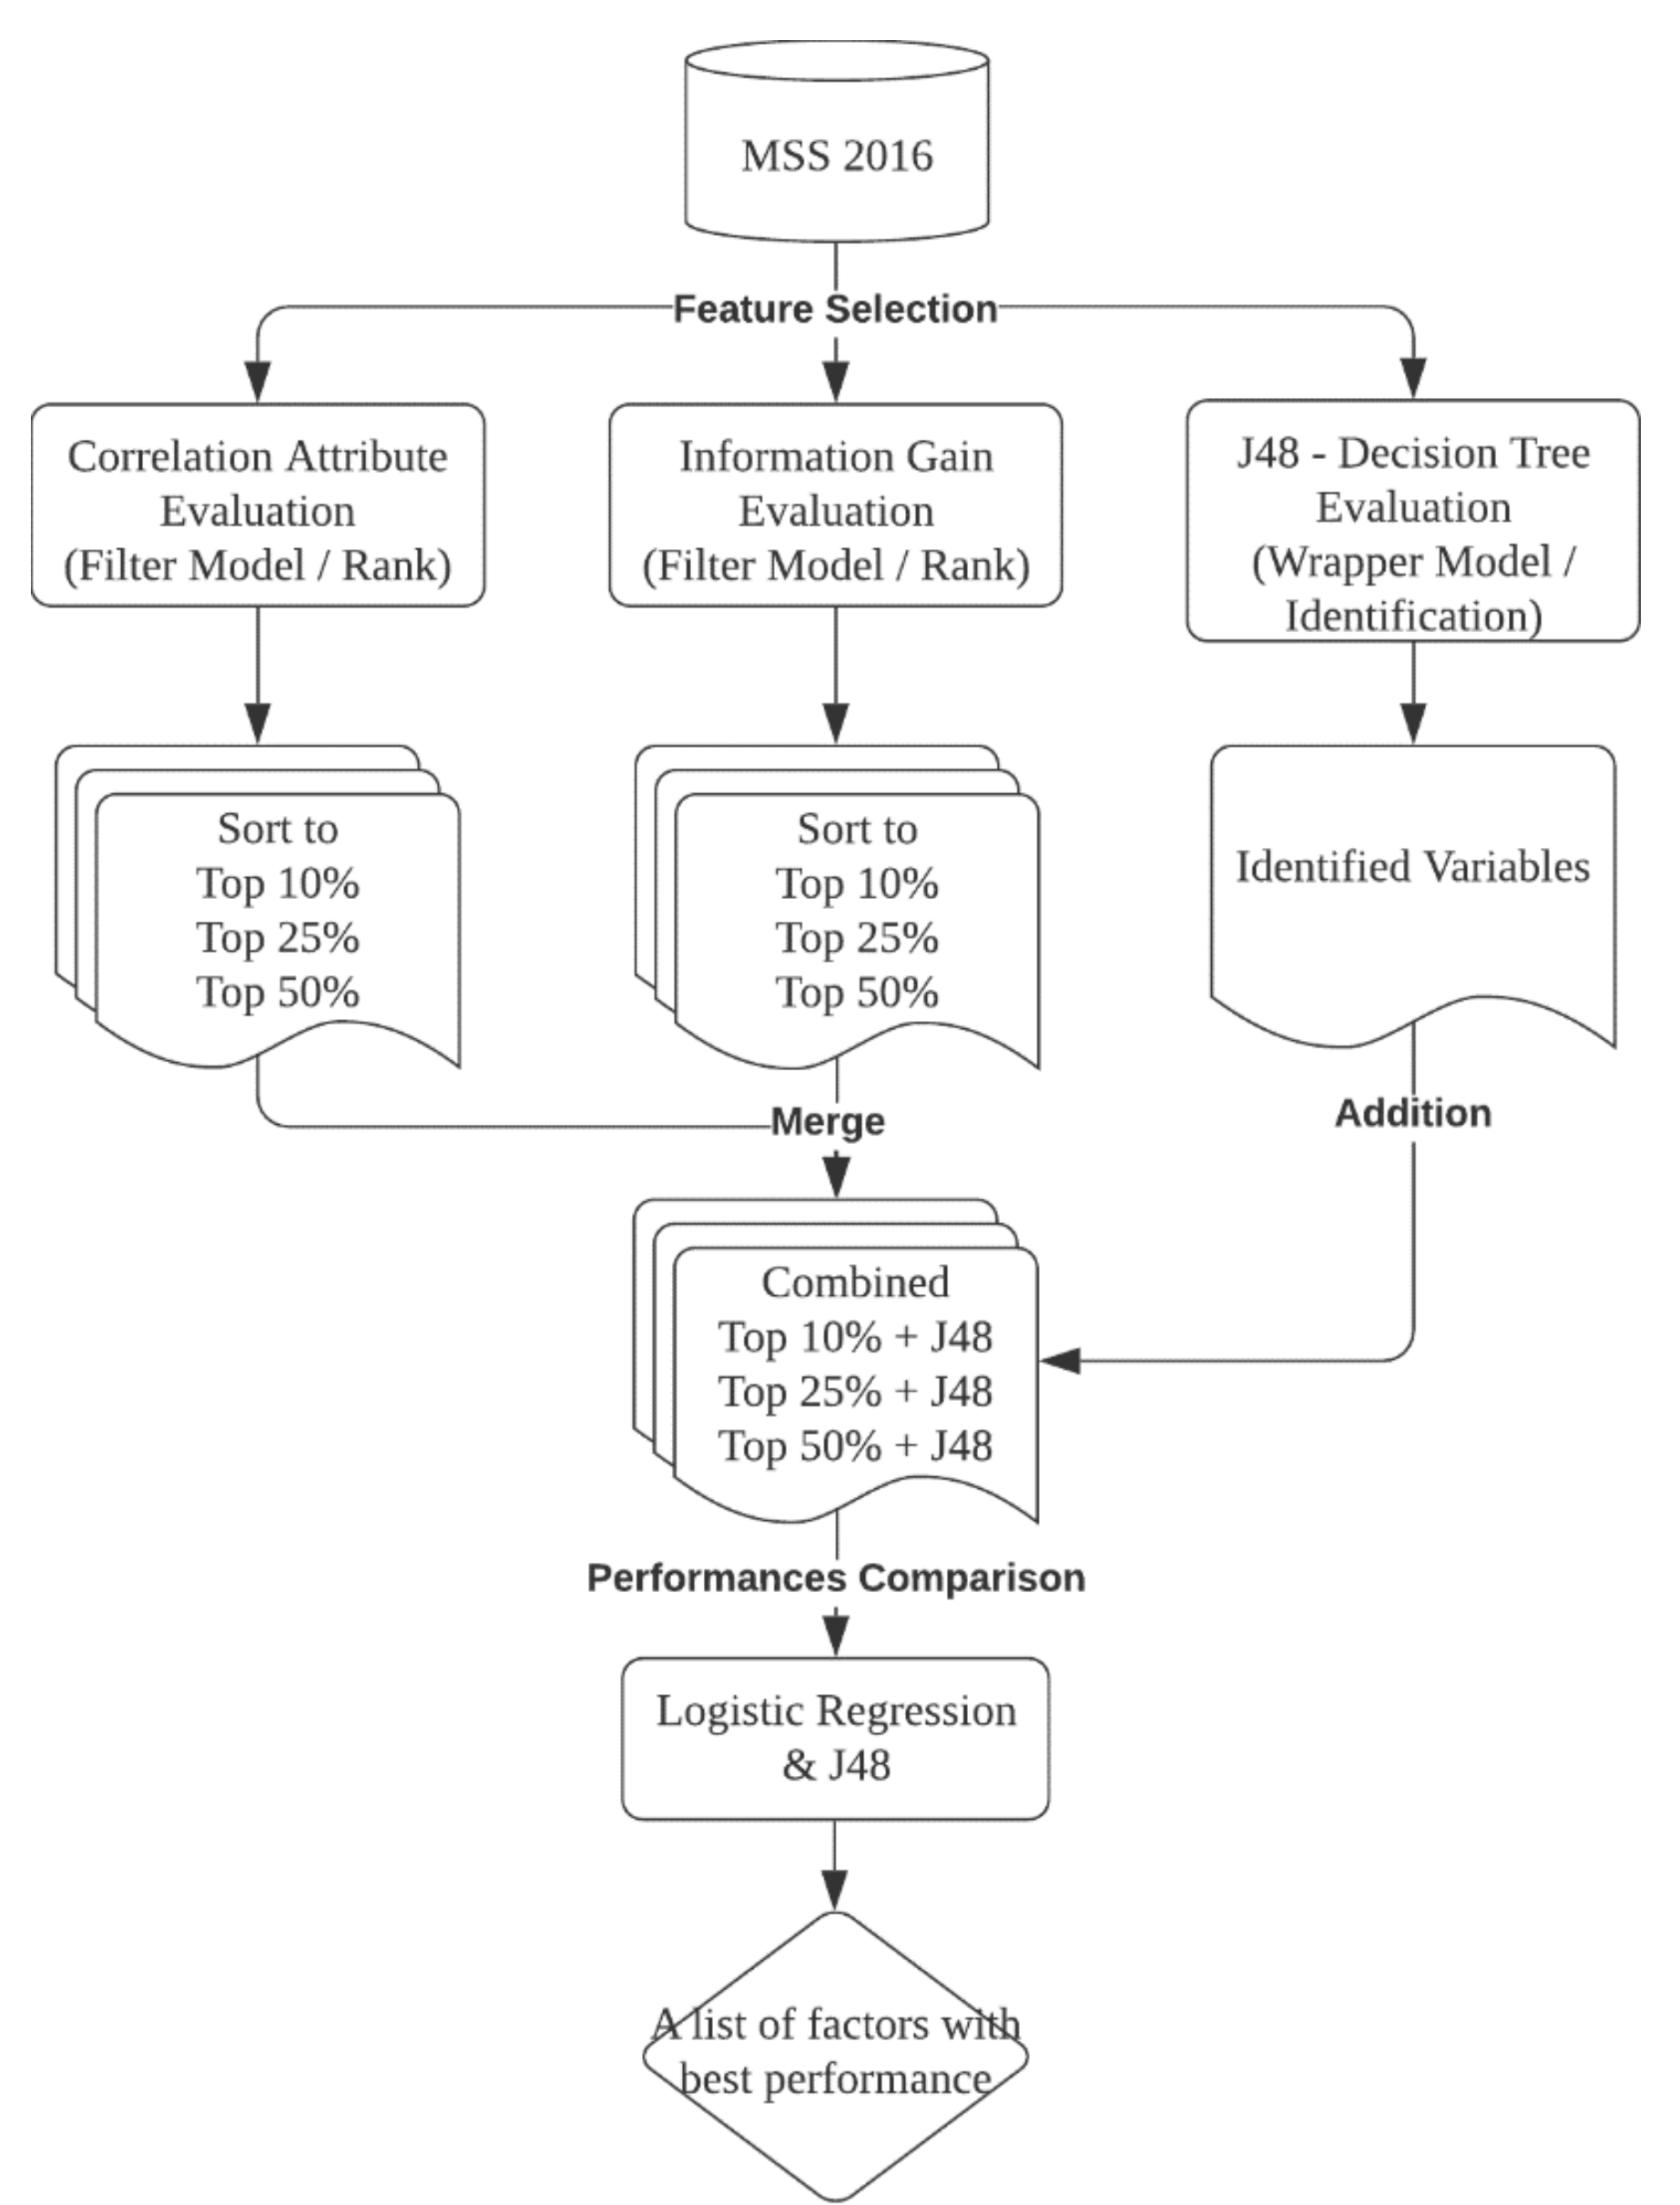 MSS 2016
Feature Selection
Correlation Attribute
Evaluation
(Filter Model / Rank)
Information Gain
Evaluation
(Filter Model / Rank)
J48 - Decision Tree
Evaluation
(Wrapper Model /
Identification)
Sort to
Top 10%
Top 25%
Top 50%
Sort to
Top 10%
Top 25%
Top 50%
Identified Variables
Merge
Addition
Combined
Top 10% + J48
Top 25% + J48
Top 50% + J48
Performances Comparison
Logistic Regression
& J48
A list of factors with
best performance